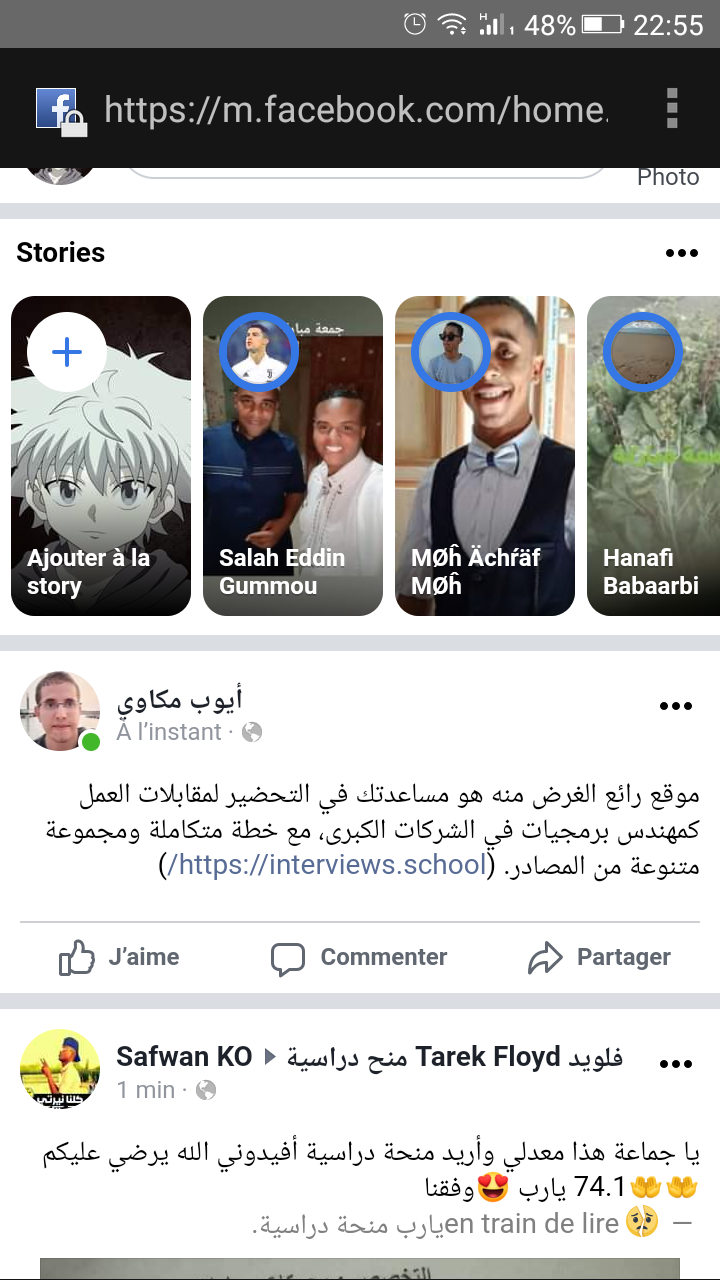 48% 22:55
https://m.facebook.com/home.
Photo
Stories
Ajouter à la
story
جمعة
Salah Eddin
Gummou
MØĥ Ächŕäf
MØĥ
Hanafi
Babaarbi
أيوب مكاوي
À l’instant ·
موقع رائع الغرض منه هو مساعدتك في التحضير لمقابلات العمل
كمهندس برمجيات في الشركات الكبرى، مع خطة متكاملة ومجموعة
متنوعة من المصادر. (https://interviews.school/)
J’aime Commenter Partager
Safwan KO ▸ منح دراسية Tarek Floyd فلويد
1 min ·
يا جماعة هذا معدلي وأريد منحة دراسية أفيدوني الله يرضي عليكم
🤲🤲74.1 يارب 😍وفقنا
— 🥺 en train de lire يارب منحة دراسية.